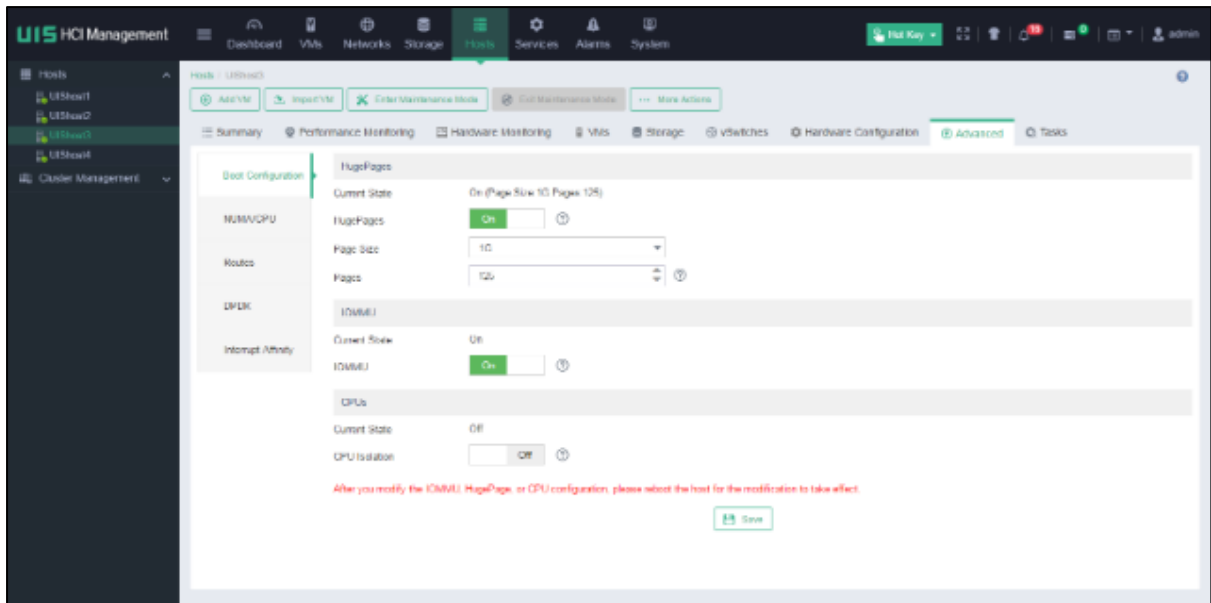 UIS HCI Management
Dashboard VMs Networks Storage Hosts Services Alarms System
Hot Key
admin
Hosts
UIShost1
UIShost2
UIShost3
UIShost4
Cluster Management
Hosts / UIShost3
Add VM Import VM Enter Maintenance Mode Exit Maintenance Mode More Actions
Summary Performance Monitoring Hardware Monitoring VMs Storage vSwitches Hardware Configuration Advanced Tasks
Boot Configuration
NUMA/CPU
Routes
DPDK
Interrupt Affinity
HugePages
Current State On (Page Size:1G Pages:125)
HugePages On
Page Size 1G
Pages 125
IOMMU
Current State On
IOMMU On
CPUs
Current State Off
CPU Isolation Off
After you modify the IOMMU, HugePage, or CPU configuration, please reboot the host for the modification to take effect.
Save